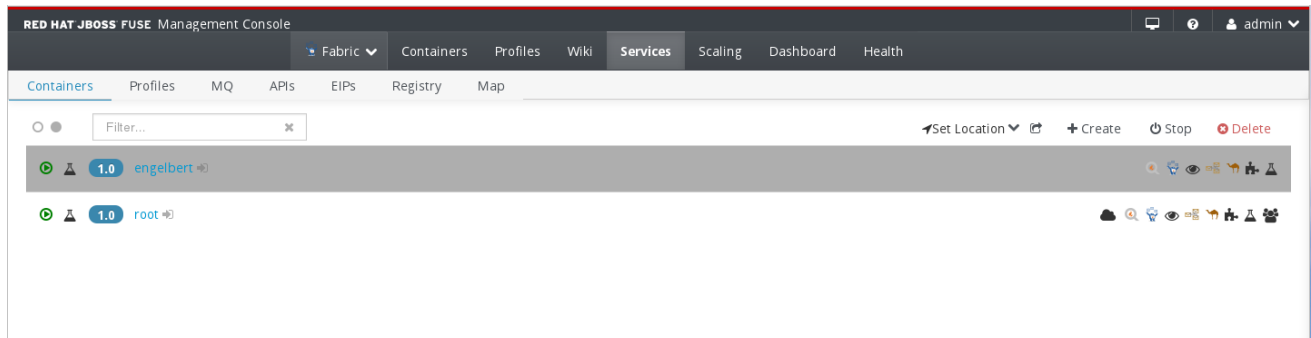 RED HAT JBOSS FUSE Management Console admin
Fabric Containers Profiles Wiki Services Scaling Dashboard Health
Containers Profiles MQ APIs EIPs Registry Map
Filter... Set Location Create Stop Delete
1.0 engelbert
1.0 root